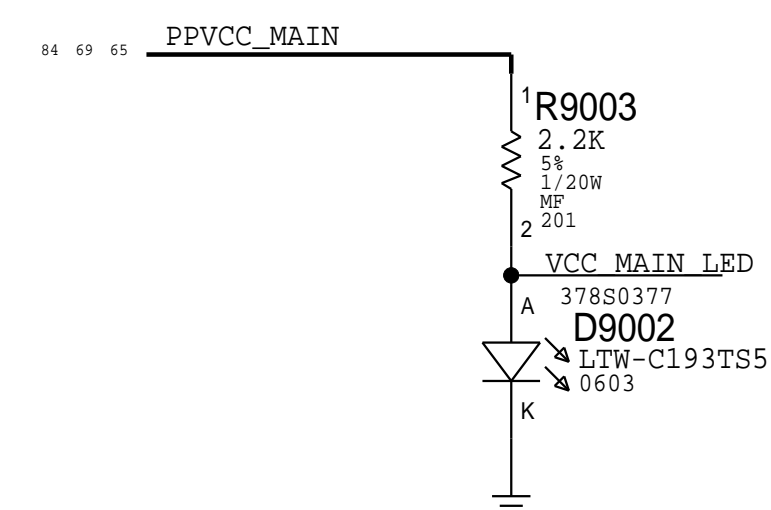 PPVCC_MAIN
84 69 65
1
R9003
2.2K
5%
1/20W
MF
201
2
VCC_MAIN_LED
378S0377
A
D9002
LTW-C193TS5
0603
K